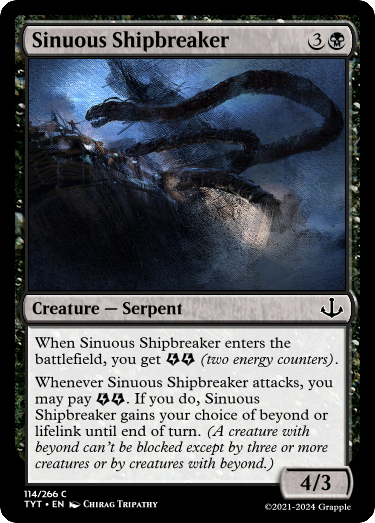 Sinuous Shipbreaker 3
Creature — Serpent
When Sinuous Shipbreaker enters the
battlefield, you get (two energy counters).
Whenever Sinuous Shipbreaker attacks, you
may pay . If you do, Sinuous
Shipbreaker gains your choice of beyond or
lifelink until end of turn. (A creature with
beyond can't be blocked except by three or more
creatures or by creatures with beyond.)
4/3
114/266 C
TYT • EN Chirag Tripathy
©2021-2024 Grapple